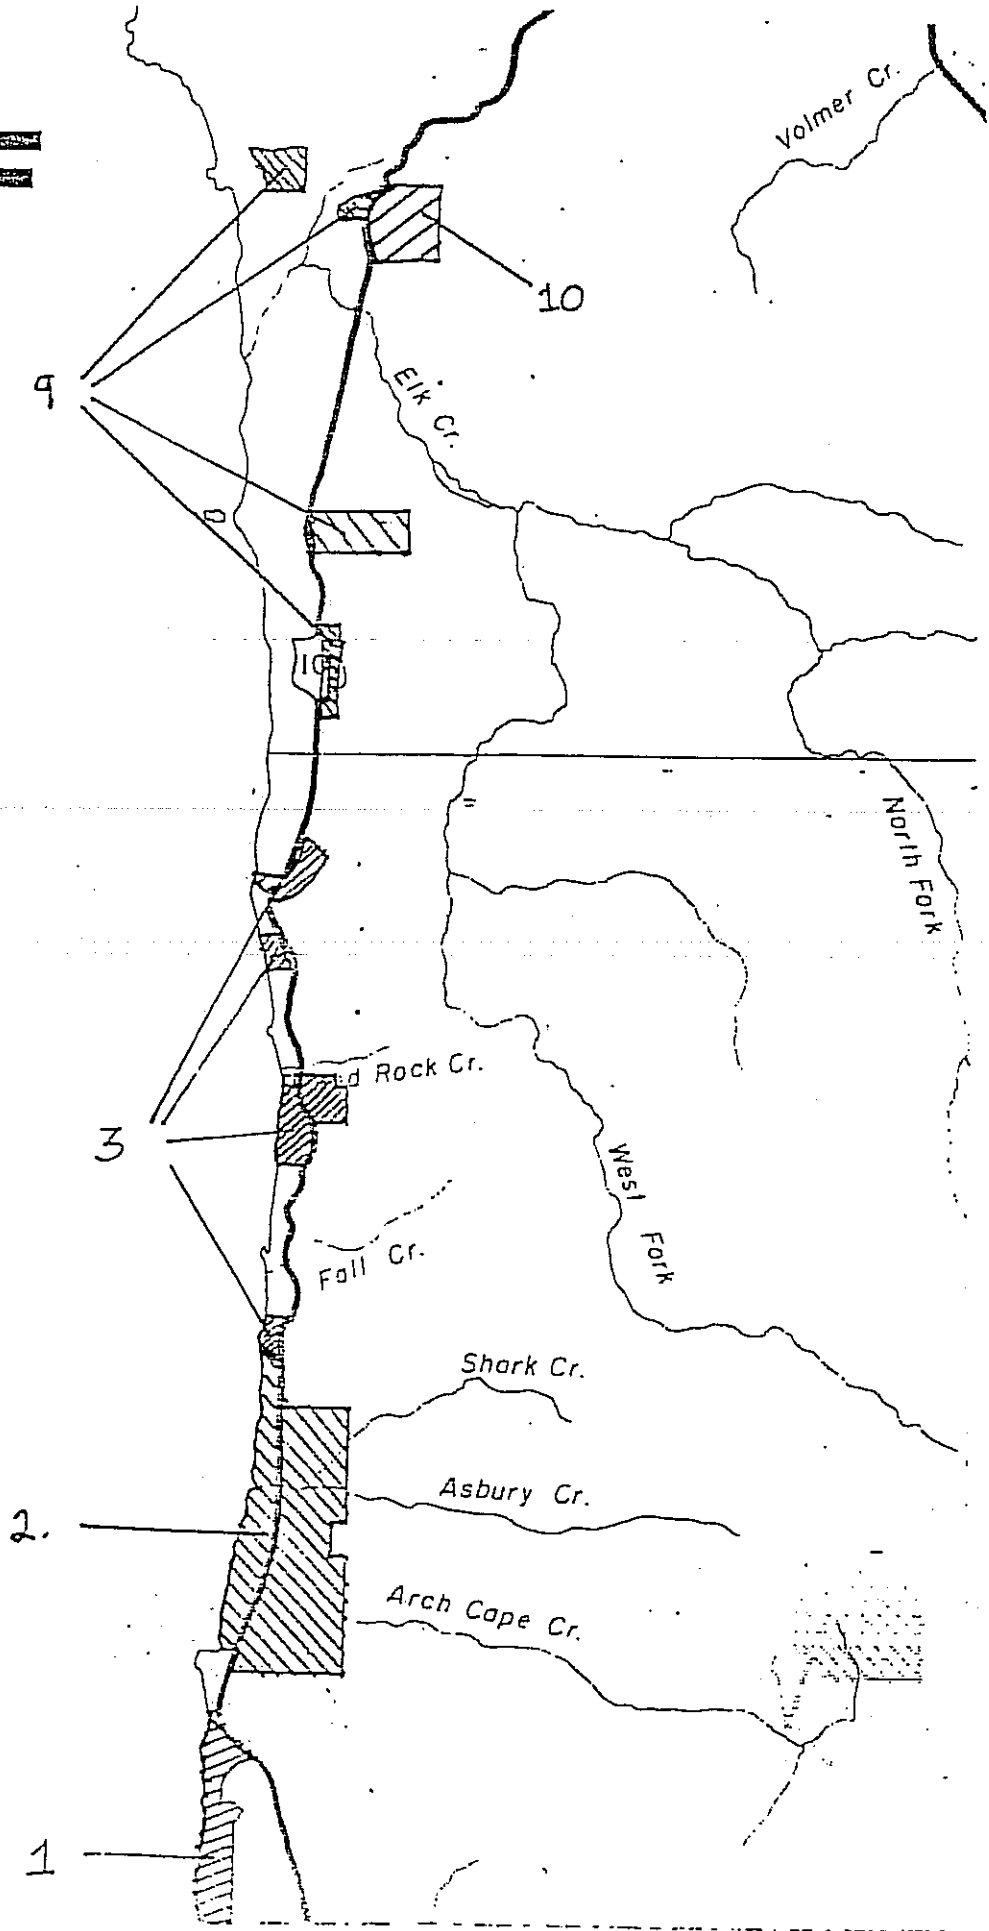 Volmer Cr.
10
9
Elk Cr.
North Fork
d Rock Cr.
3
West Fork
Fall Cr.
Shark Cr.
Asbury Cr.
2.
Arch Cape Cr.
1